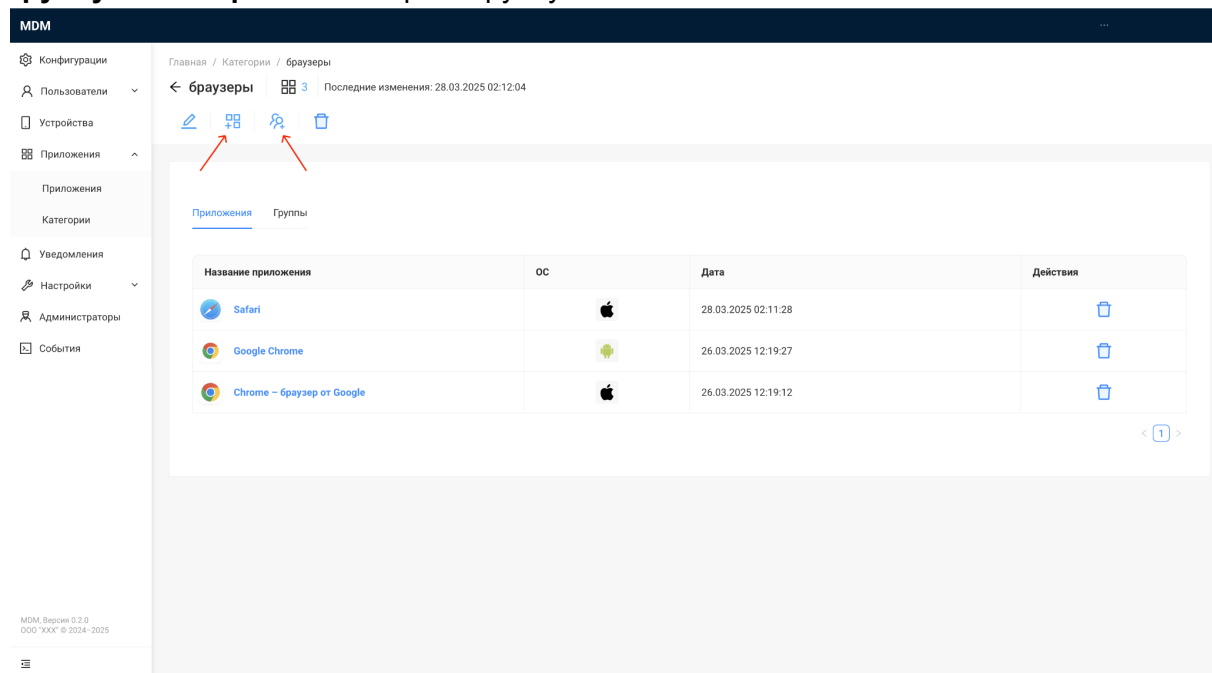 MDM
...
Конфигурации
Пользователи
Устройства
Приложения
Приложения
Категории
Уведомления
Настройки
Администраторы
События
MDM, Версия 0.2.0
ООО "XXX" © 2024–2025
Главная / Категории / браузеры
браузеры 3 Последние изменения: 28.03.2025 02:12:04
Приложения Группы
Название приложения ОС Дата Действия
Safari 28.03.2025 02:11:28
Google Chrome 26.03.2025 12:19:27
Chrome – браузер от Google 26.03.2025 12:19:12
< 1 >